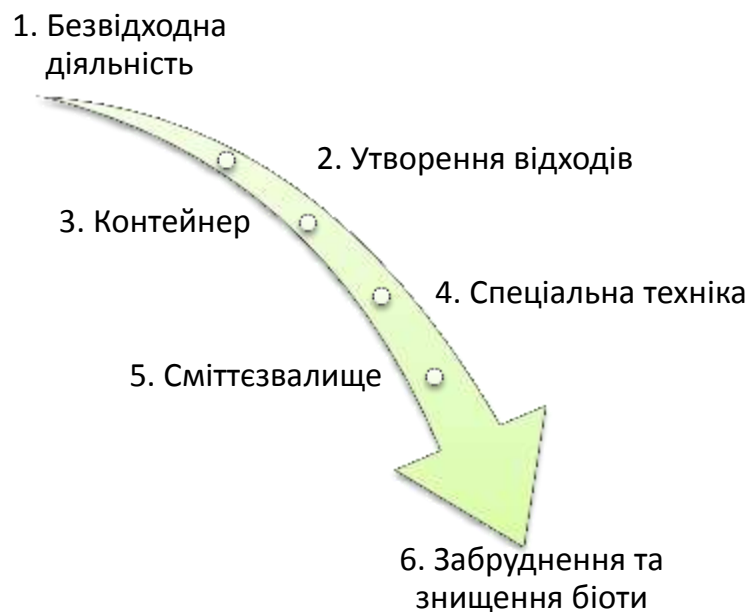 1. Безвідходна
діяльність
2. Утворення відходів
3. Контейнер
4. Спеціальна техніка
5. Сміттєзвалище
6. Забруднення та
знищення біоти